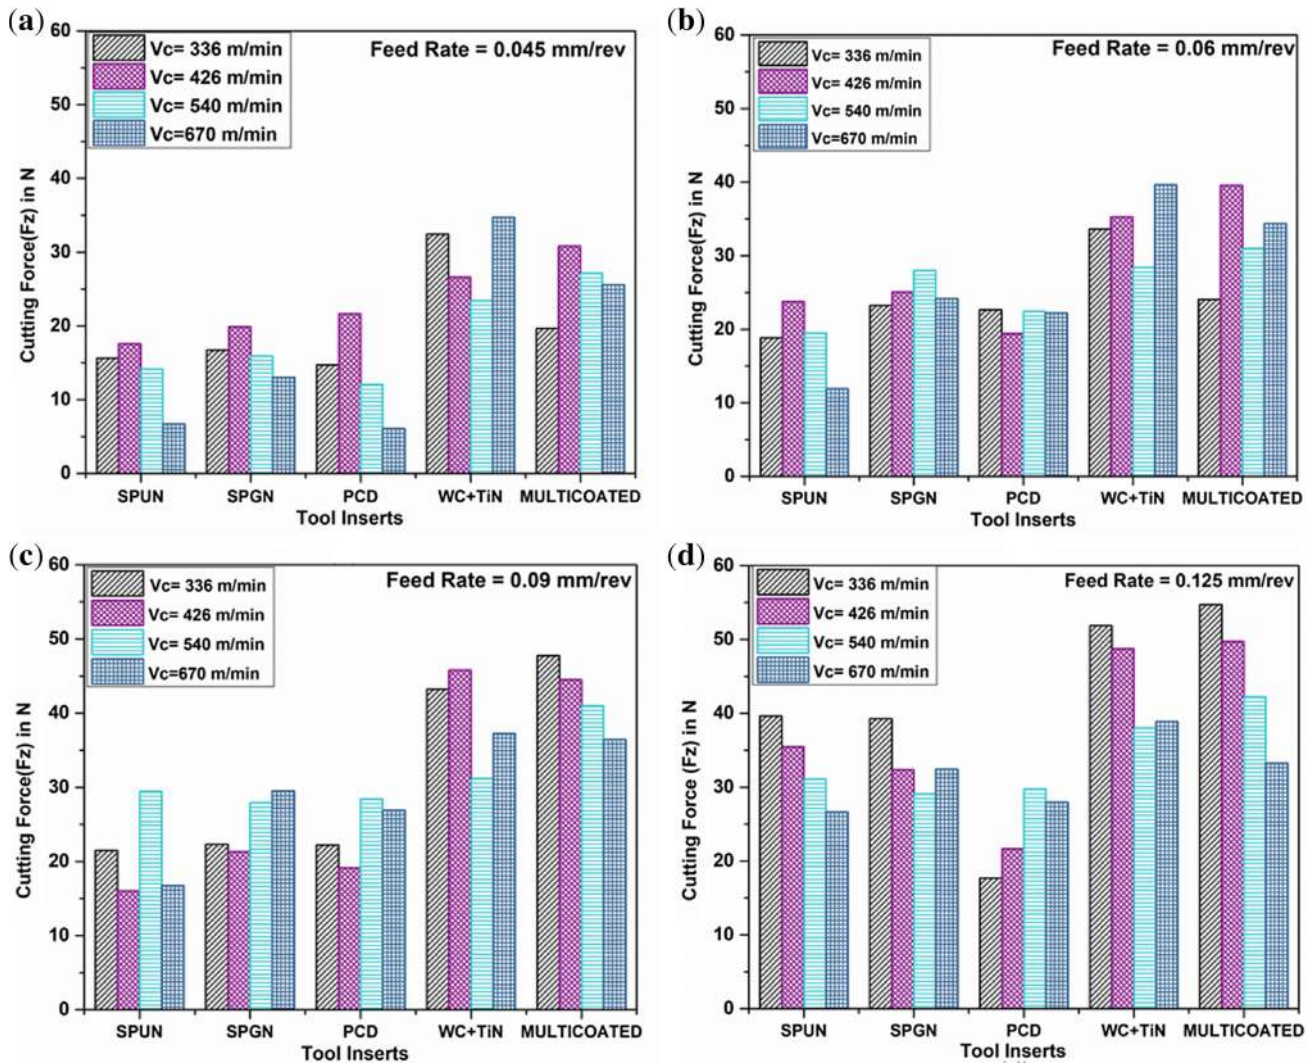 (a)
60
50
40
30
20
10
0
Cutting Force(Fz) in N
Vc= 336 m/min
Vc= 426 m/min
Vc= 540 m/min
Vc=670 m/min
Feed Rate = 0.045 mm/rev
SPUN SPGN PCD WC+TiN MULTICOATED
Tool Inserts
(b)
60
50
40
30
20
10
0
Cutting Force(Fz) in N
Vc= 336 m/min
Vc= 426 m/min
Vc= 540 m/min
Vc=670 m/min
Feed Rate = 0.06 mm/rev
SPUN SPGN PCD WC+TiN MULTICOATED
Tool Inserts
(c)
60
50
40
30
20
10
0
Cutting Force(Fz) in N
Vc= 336 m/min
Vc= 426 m/min
Vc= 540 m/min
Vc=670 m/min
Feed Rate = 0.09 mm/rev
SPUN SPGN PCD WC+TiN MULTICOATED
Tool Inserts
(d)
60
50
40
30
20
10
0
Cutting Force (Fz) in N
Vc= 336 m/min
Vc= 426 m/min
Vc= 540 m/min
Vc= 670 m/min
Feed Rate = 0.125 mm/rev
SPUN SPGN PCD WC+TiN MULTICOATED
Tool Inserts